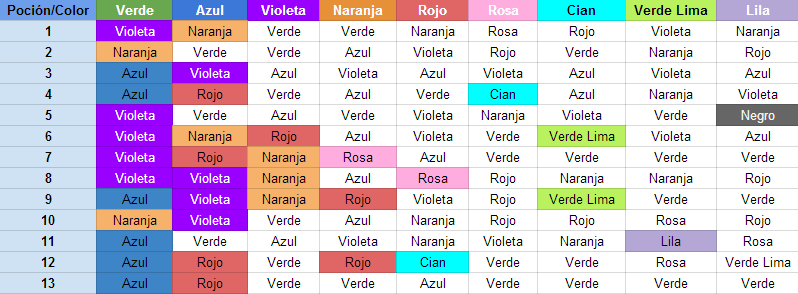 Poción/Color Verde Azul Violeta Naranja Rojo Rosa Cian Verde Lima Lila
1 Violeta Naranja Verde Verde Naranja Rosa Rojo Violeta Naranja
2 Naranja Verde Verde Azul Violeta Rojo Verde Naranja Rojo
3 Azul Violeta Azul Violeta Azul Violeta Azul Azul Violeta
4 Azul Rojo Verde Azul Verde Cian Azul Naranja Violeta
5 Violeta Verde Azul Verde Violeta Naranja Violeta Verde Negro
6 Violeta Naranja Rojo Azul Violeta Verde Verde Lima Violeta Azul
7 Violeta Rojo Naranja Rosa Azul Verde Verde Verde Verde
8 Violeta Violeta Naranja Azul Rosa Rojo Naranja Naranja Rojo
9 Azul Violeta Naranja Rojo Violeta Rojo Verde Lima Verde Verde
10 Naranja Violeta Verde Azul Naranja Rojo Rojo Rosa Rojo
11 Azul Verde Azul Violeta Naranja Violeta Naranja Lila Rosa
12 Azul Rojo Verde Rojo Cian Verde Verde Rosa Verde Lima
13 Azul Rojo Verde Verde Azul Verde Verde Verde Verde